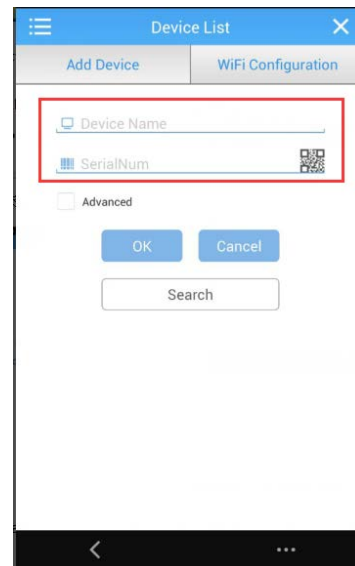 Device List
Add Device WiFi Configuration
Device Name
SerialNum
Advanced
OK Cancel
Search